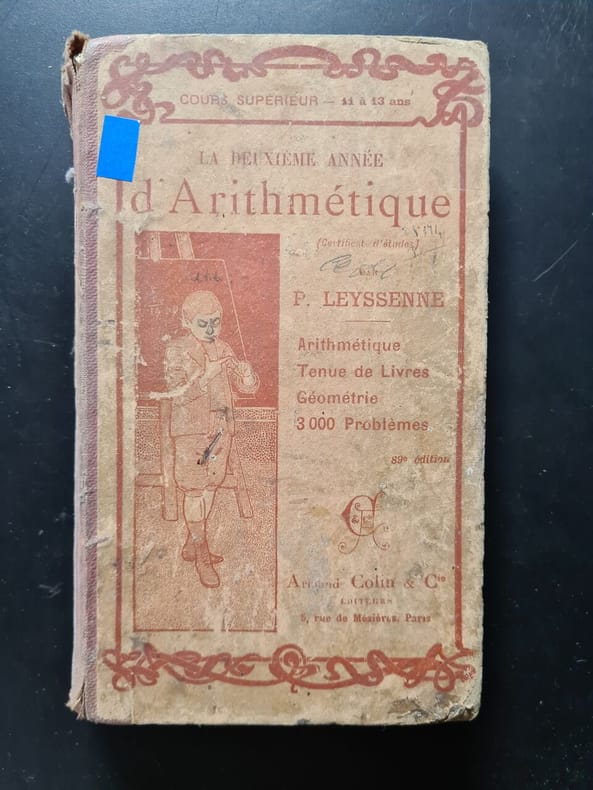 COURS SUPÉRIEUR — 11 à 13 ans
LA DEUXIÈME ANNÉE
d'Arithmétique
(Certificat d'études)
PAR
P. LEYSSENNE
Arithmétique
Tenue de Livres
Géométrie
3 000 Problèmes
89e édition
Armand Colin & Cie
ÉDITEURS
5, rue de Mézières, Paris